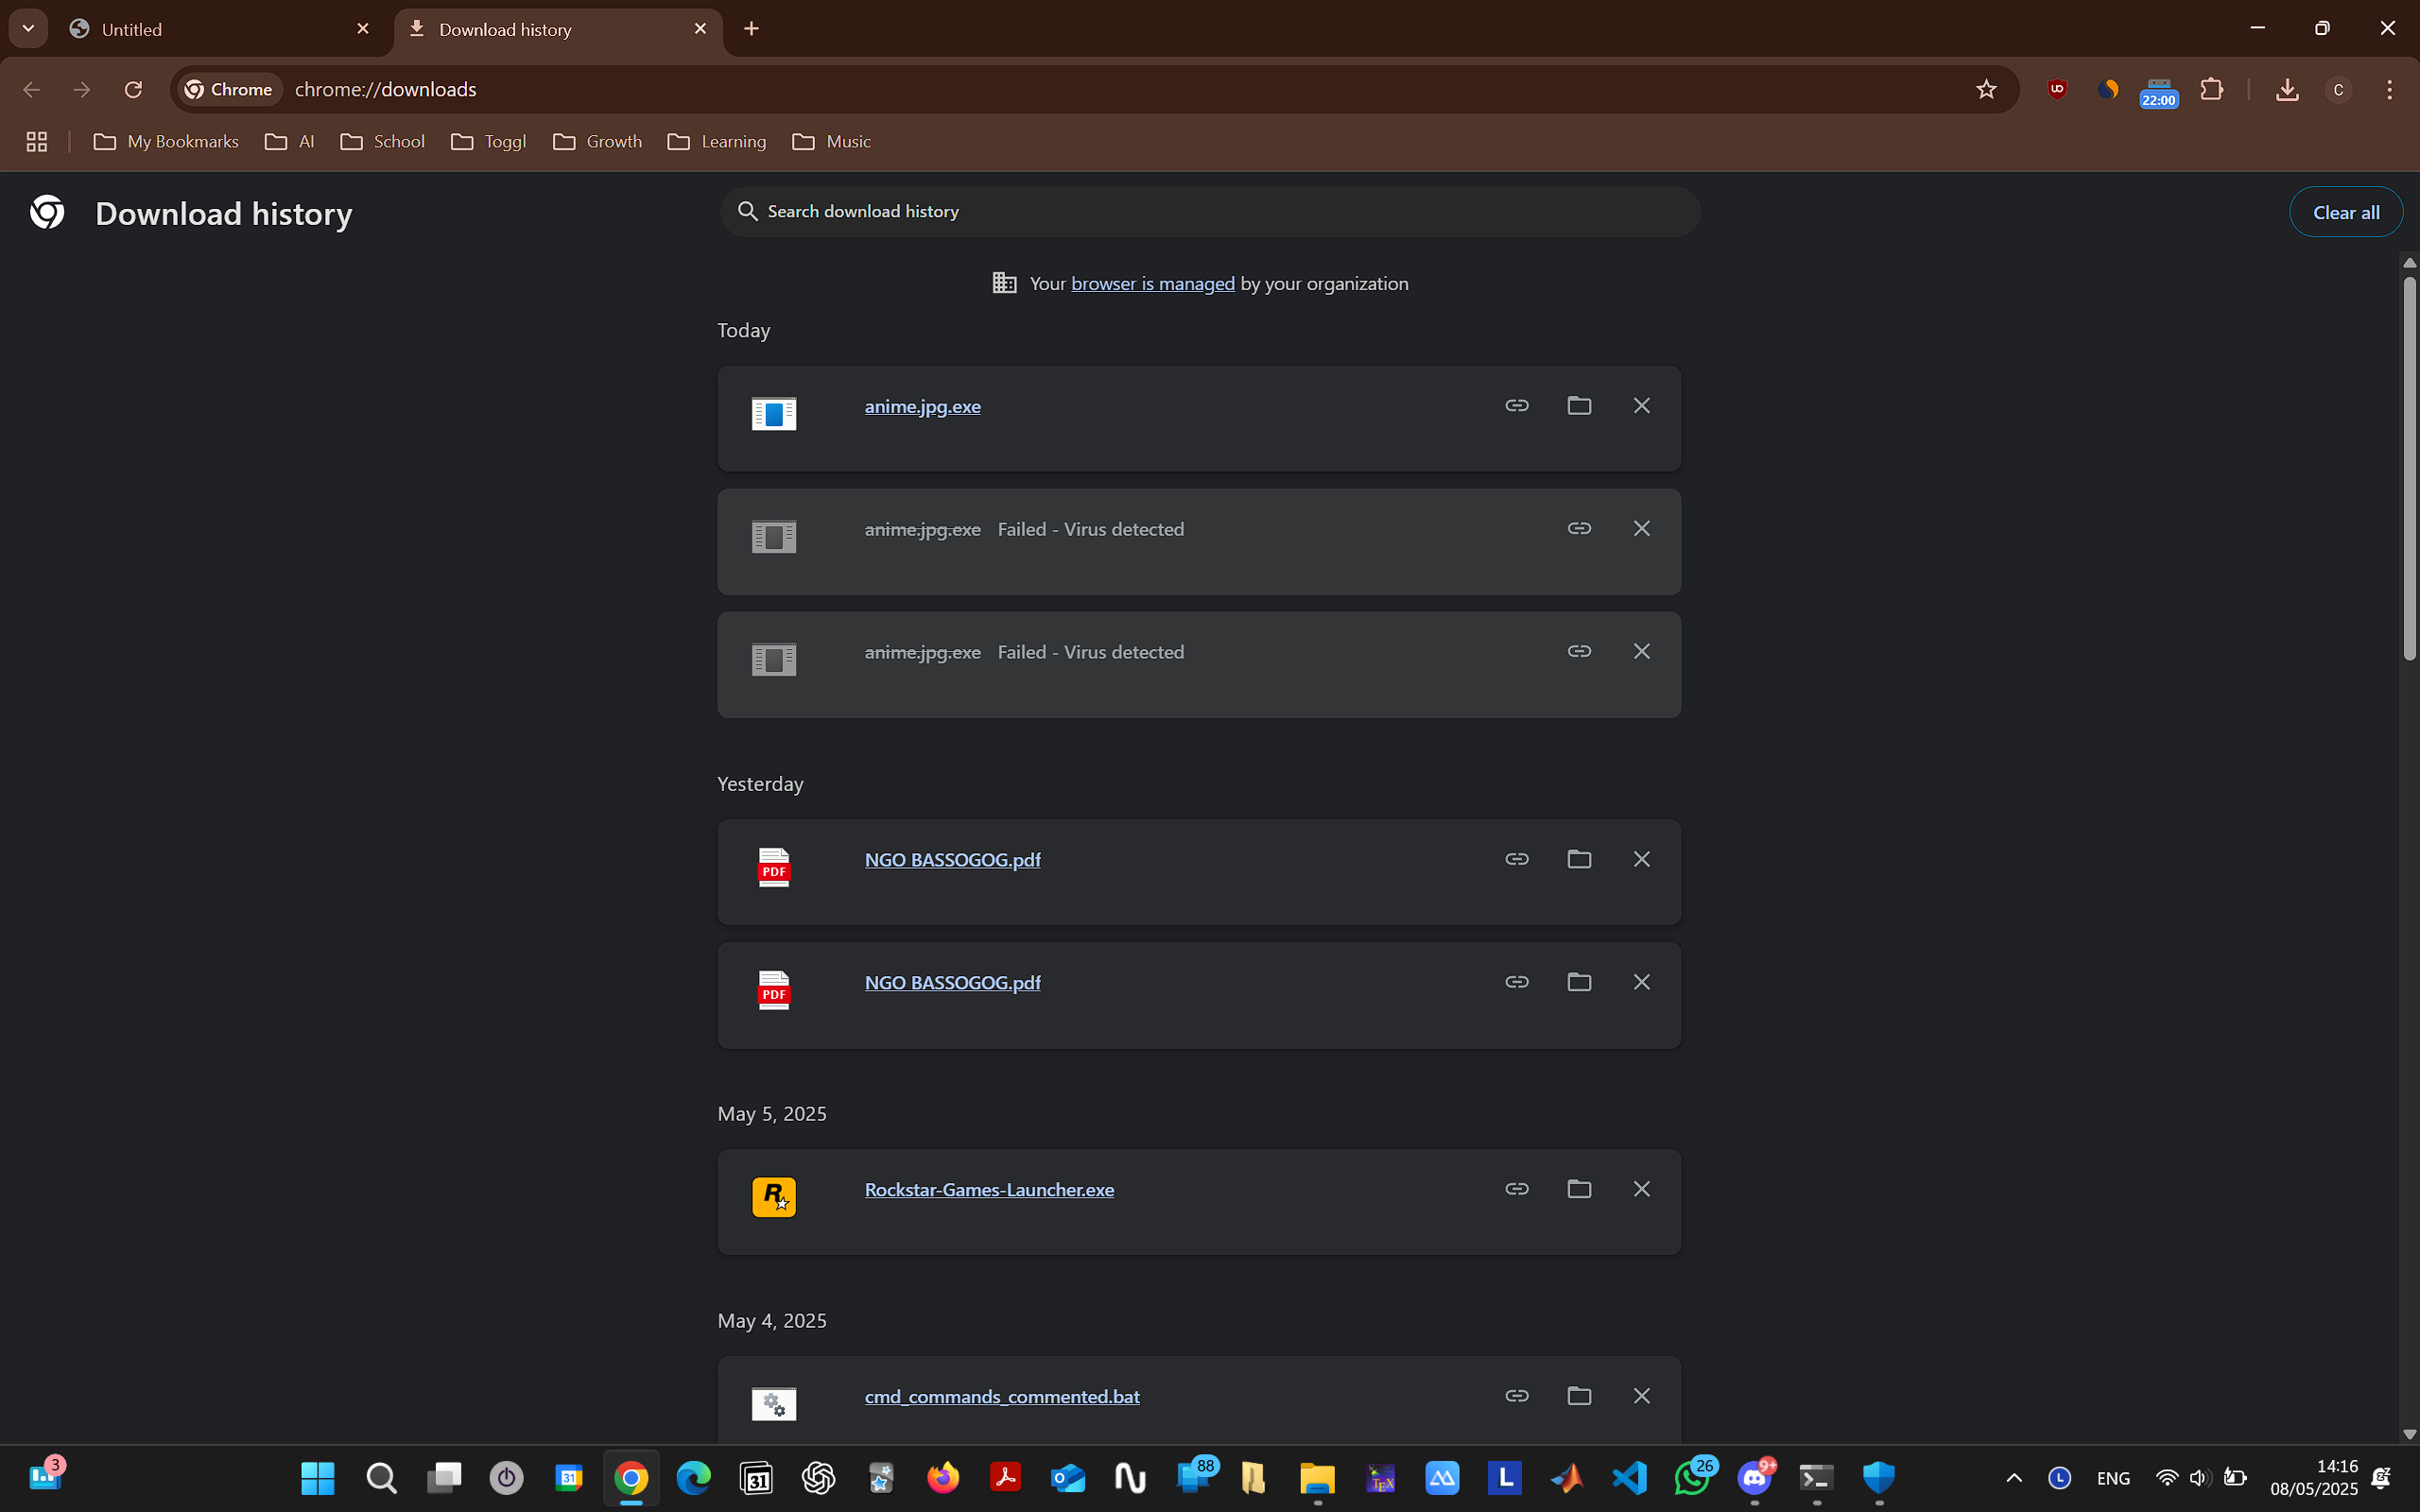 Untitled
Download history
Chrome
chrome://downloads
UO
22:00
C
My Bookmarks
AI
School
Toggl
Growth
Learning
Music
Download history
Search download history
Clear all
Your browser is managed by your organization
Today
anime.jpg.exe
anime.jpg.exe Failed - Virus detected
anime.jpg.exe Failed - Virus detected
Yesterday
PDF
NGO BASSOGOG.pdf
PDF
NGO BASSOGOG.pdf
May 5, 2025
R
Rockstar-Games-Launcher.exe
May 4, 2025
cmd_commands_commented.bat
3
31
31
88
TEX
L
26
9+
L
ENG
14:16
08/05/2025